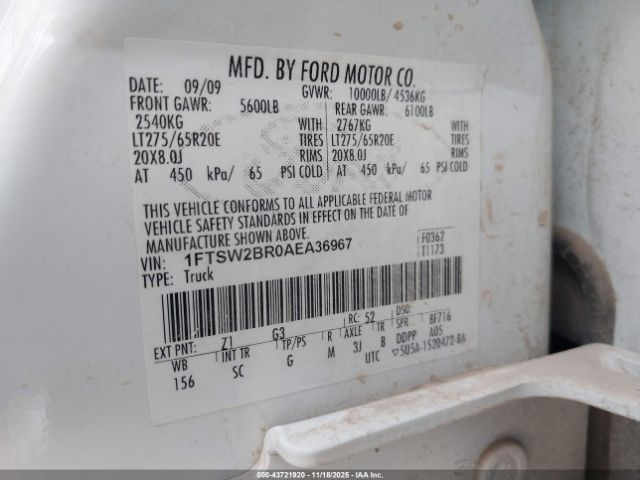 MFD. BY FORD MOTOR CO.
DATE: 09/09 GVWR: 10000LB/ 4536KG
FRONT GAWR: 5600LB REAR GAWR: 6100LB
2540KG WITH 2767KG WITH
LT275/65R20E TIRES LT275/65R20E TIRES
20X8.0J RIMS 20X8.0J RIMS
AT 450 kPa/ 65 PSI COLD AT 450 kPa/ 65 PSI COLD
THIS VEHICLE CONFORMS TO ALL APPLICABLE FEDERAL MOTOR
VEHICLE SAFETY STANDARDS IN EFFECT ON THE DATE OF
MANUFACTURE SHOWN ABOVE.
VIN: 1FTSW2BR0AEA36967 F0362
TYPE: Truck T1173
EXT PNT: Z1 G3 RC: 52 DSO:
WB INT TR TP/PS R AXLE TR SPR BF716
156 SC G M 3J B DDPP A05
UTC ▽5U5A-1520472-BA
00-43721920 - 11/18/2025 - IAA, Inc.